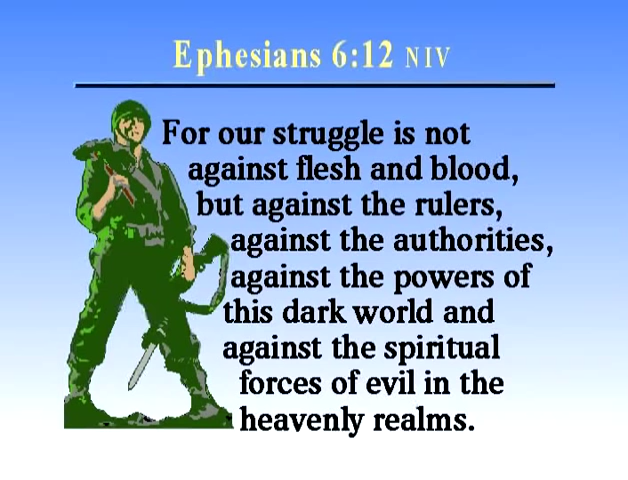 Ephesians 6:12 NIV
For our struggle is not
against flesh and blood,
but against the rulers,
against the authorities,
against the powers of
this dark world and
against the spiritual
forces of evil in the
heavenly realms.